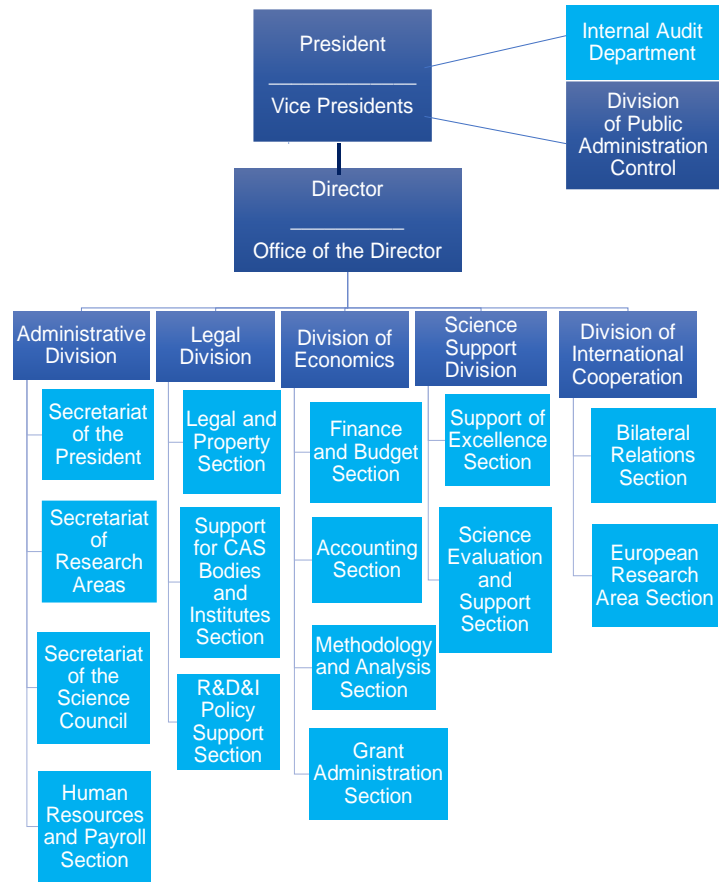 President
Vice Presidents
Internal Audit
Department
Division
of Public
Administration
Control
Director
Office of the Director
Administrative
Division
Secretariat
of the
President
Secretariat
of
Research
Areas
Secretariat
of the
Science
Council
Human
Resources
and Payroll
Section
Legal
Division
Legal and
Property
Section
Support
for CAS
Bodies
and
Institutes
Section
R&D&I
Policy
Support
Section
Division of
Economics
Finance
and Budget
Section
Accounting
Section
Methodology
and Analysis
Section
Grant
Administration
Section
Science
Support
Division
Support of
Excellence
Section
Science
Evaluation
and
Support
Section
Division of
International
Cooperation
Bilateral
Relations
Section
European
Research
Area Section